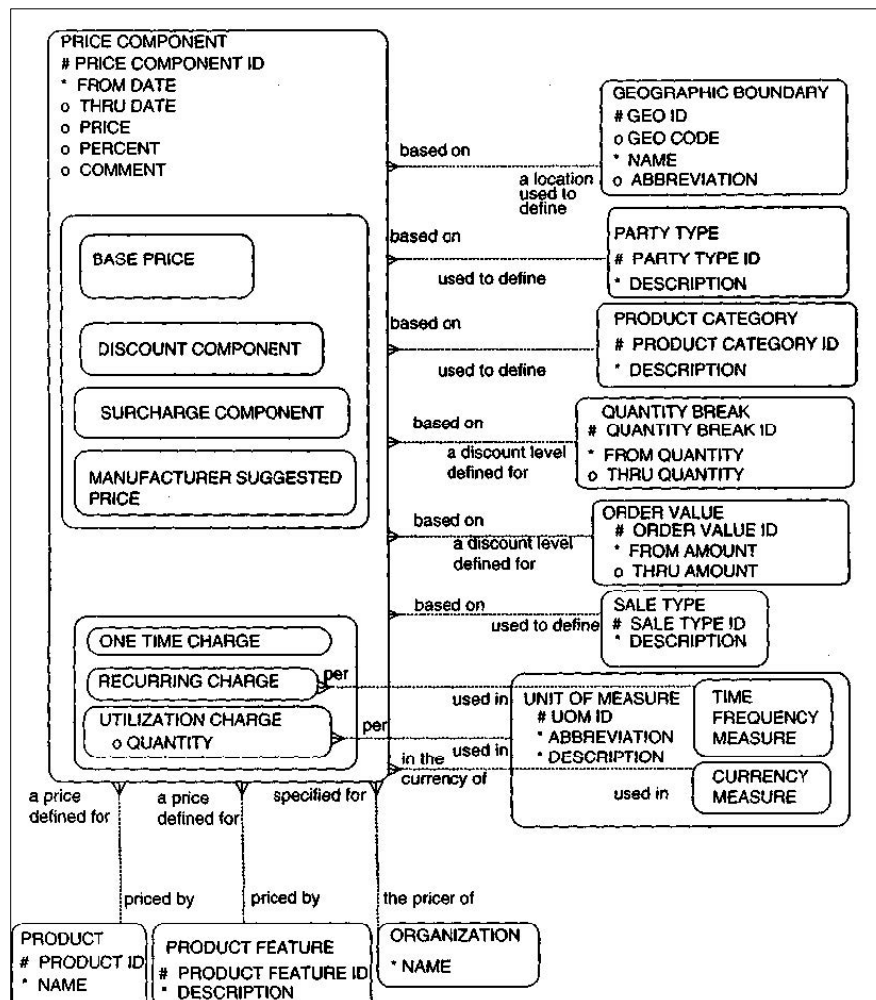 PRICE COMPONENT
# PRICE COMPONENT ID
* FROM DATE
o THRU DATE
o PRICE
o PERCENT
o COMMENT
BASE PRICE
DISCOUNT COMPONENT
SURCHARGE COMPONENT
MANUFACTURER SUGGESTED
PRICE
ONE TIME CHARGE
RECURRING CHARGE
UTILIZATION CHARGE
o QUANTITY
based on
a location
used to
define
GEOGRAPHIC BOUNDARY
# GEO ID
o GEO CODE
* NAME
o ABBREVIATION
based on
used to define
PARTY TYPE
# PARTY TYPE ID
* DESCRIPTION
based on
used to define
PRODUCT CATEGORY
# PRODUCT CATEGORY ID
* DESCRIPTION
based on
a discount level
defined for
QUANTITY BREAK
# QUANTITY BREAK ID
* FROM QUANTITY
o THRU QUANTITY
based on
a discount level
defined for
ORDER VALUE
# ORDER VALUE ID
* FROM AMOUNT
o THRU AMOUNT
based on
used to define
SALE TYPE
# SALE TYPE ID
* DESCRIPTION
per
used in
per
used in
UNIT OF MEASURE
# UOM ID
* ABBREVIATION
* DESCRIPTION
TIME
FREQUENCY
MEASURE
in the
currency of
used in
CURRENCY
MEASURE
a price
defined for
a price
defined for
specified for
priced by
priced by
the pricer of
PRODUCT
# PRODUCT ID
* NAME
PRODUCT FEATURE
# PRODUCT FEATURE ID
* DESCRIPTION
ORGANIZATION
* NAME